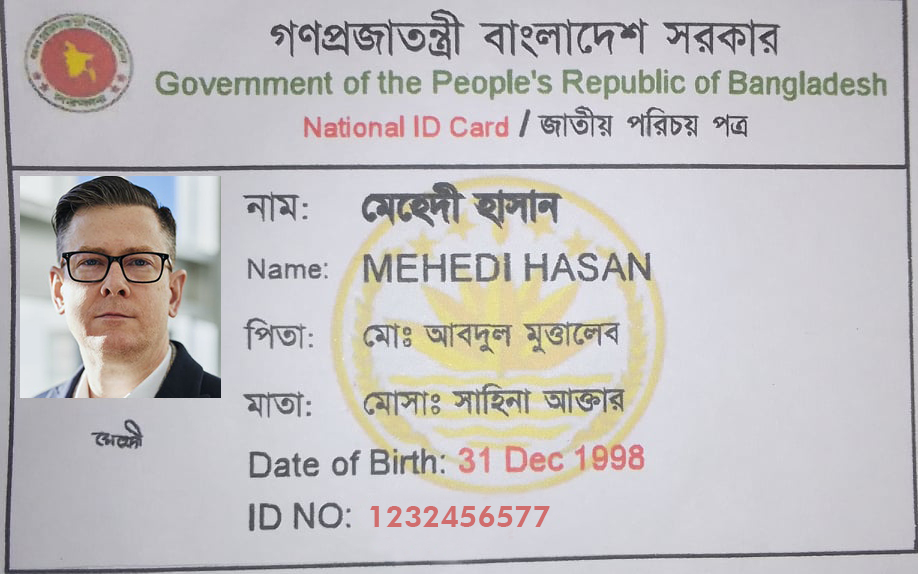 গণপ্রজাতন্ত্রী বাংলাদেশ সরকার
Government of the People's Republic of Bangladesh
National ID Card / জাতীয় পরিচয় পত্র
নাম: মেহেদী হাসান
Name: MEHEDI HASAN
পিতা: মোঃ আবদুল মুত্তালেব
মাতা: মোসাঃ সাহিনা আক্তার
মেহেদী
Date of Birth: 31 Dec 1998
ID NO: 1232456577